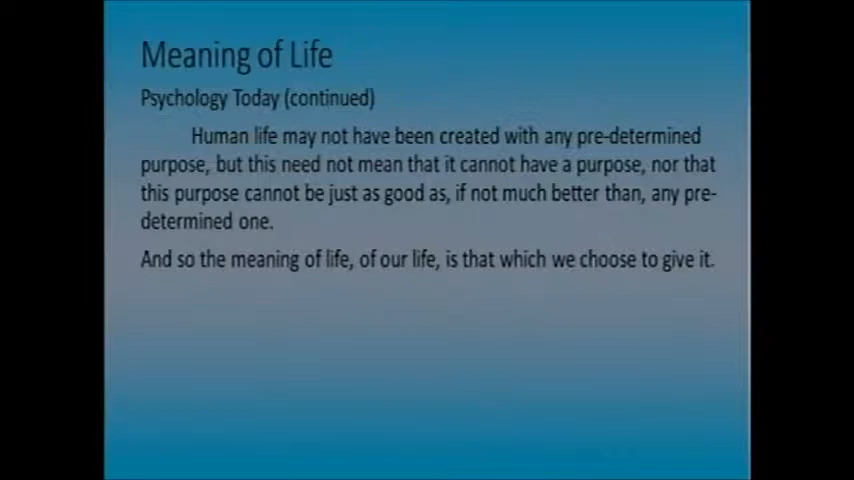 Meaning of Life
Psychology Today (continued)
Human life may not have been created with any pre-determined
purpose, but this need not mean that it cannot have a purpose, nor that
this purpose cannot be just as good as, if not much better than, any pre-
determined one.
And so the meaning of life, of our life, is that which we choose to give it.